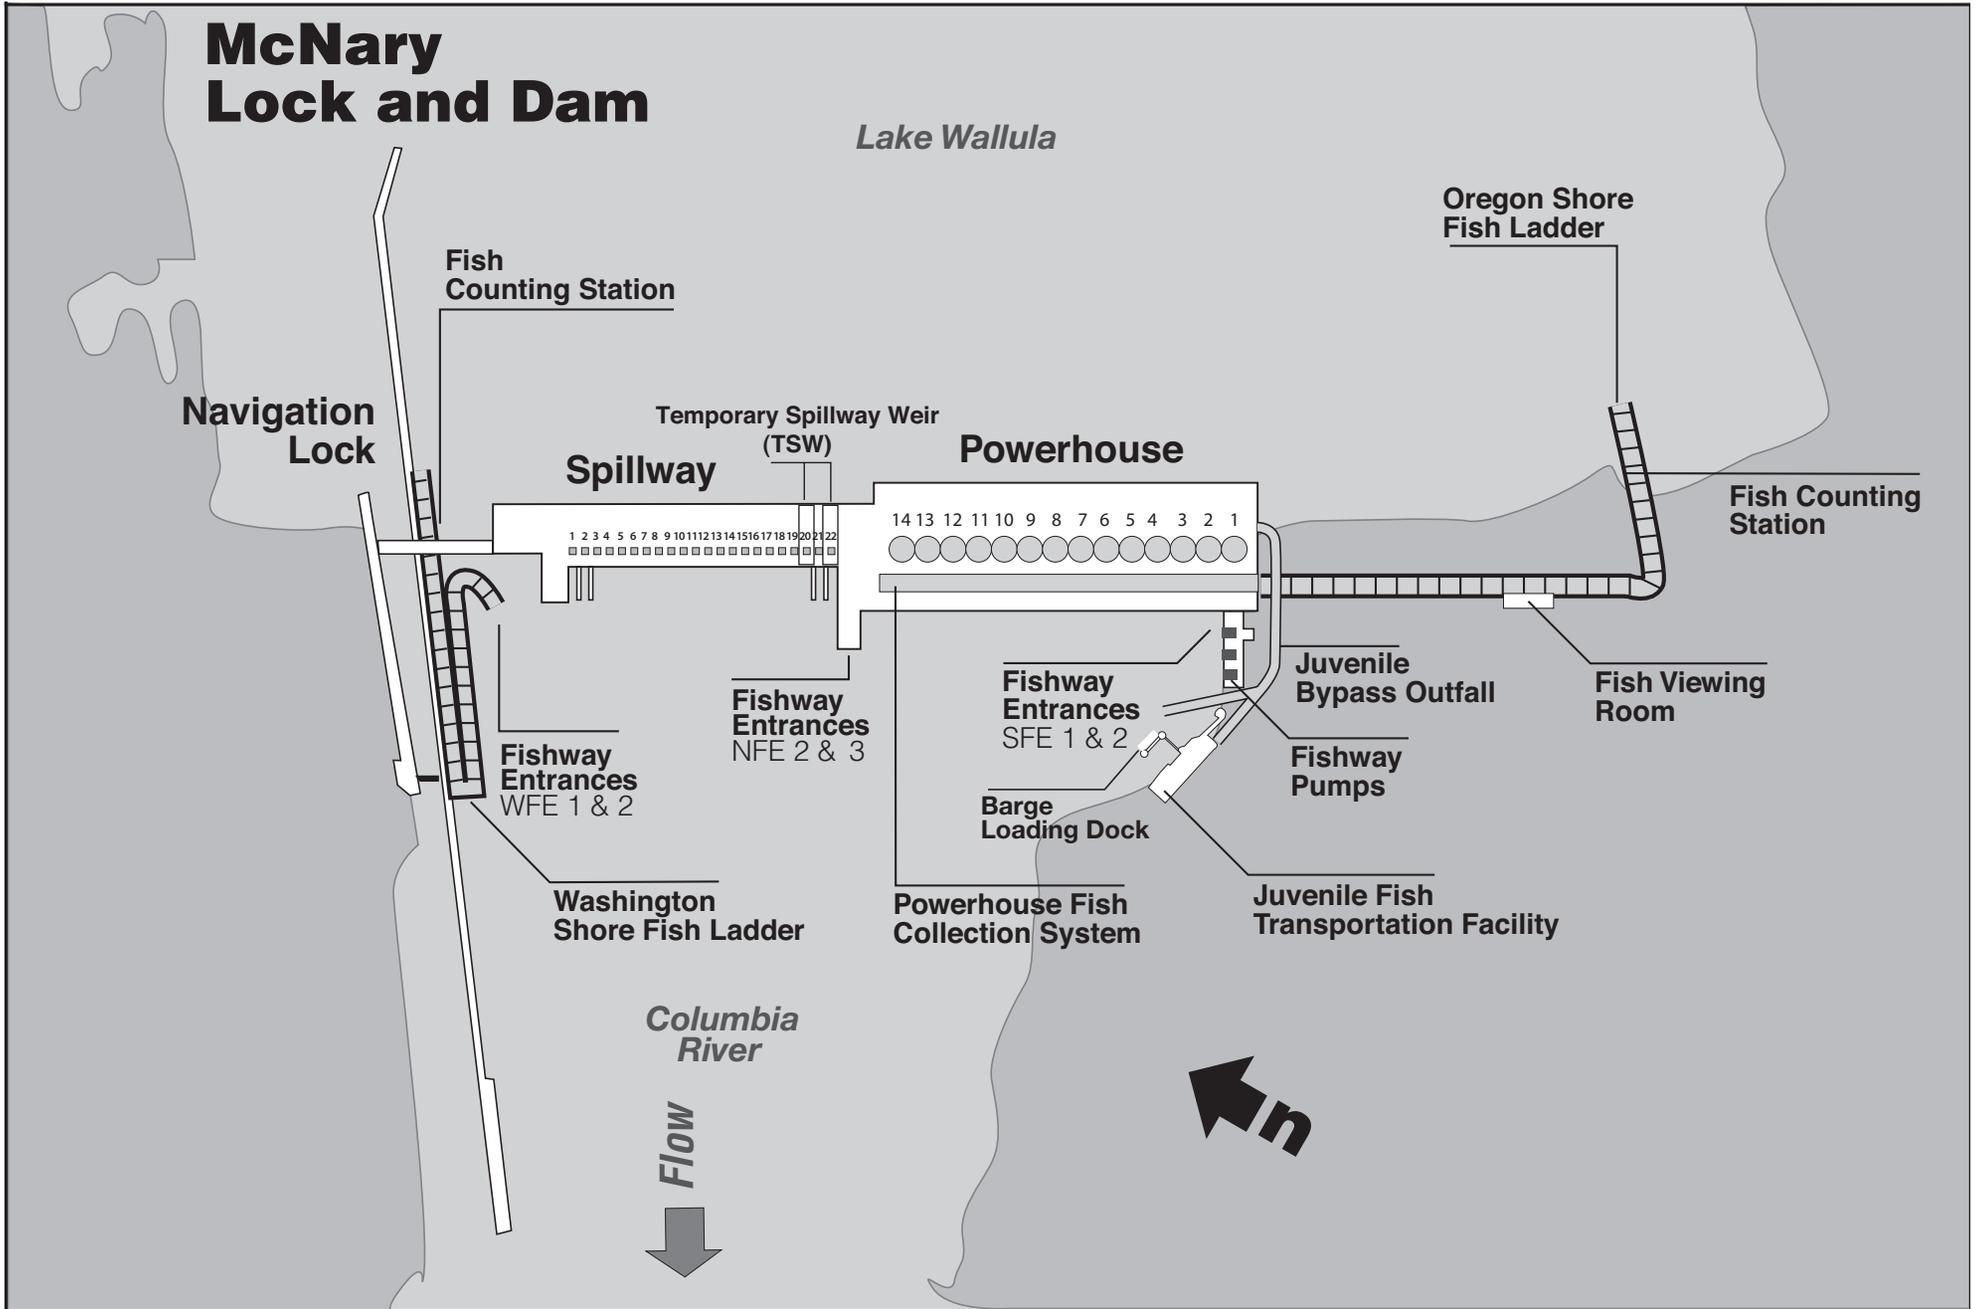 McNary
Lock and Dam
Lake Wallula
Oregon Shore
Fish Ladder
Fish
Counting Station
Navigation
Lock
Temporary Spillway Weir
(TSW)
Spillway
Powerhouse
Fish Counting
Station
14 13 12 11 10 9 8 7 6 5 4 3 2 1
1 2 3 4 5 6 7 8 9 10 11 12 13 14 15 16 17 18 19 20 21 22
Fishway
Entrances
WFE 1 & 2
Fishway
Entrances
NFE 2 & 3
Fishway
Entrances
SFE 1 & 2
Juvenile
Bypass Outfall
Fish Viewing
Room
Fishway
Pumps
Barge
Loading Dock
Washington
Shore Fish Ladder
Powerhouse Fish
Collection System
Juvenile Fish
Transportation Facility
Columbia
River
Flow
n